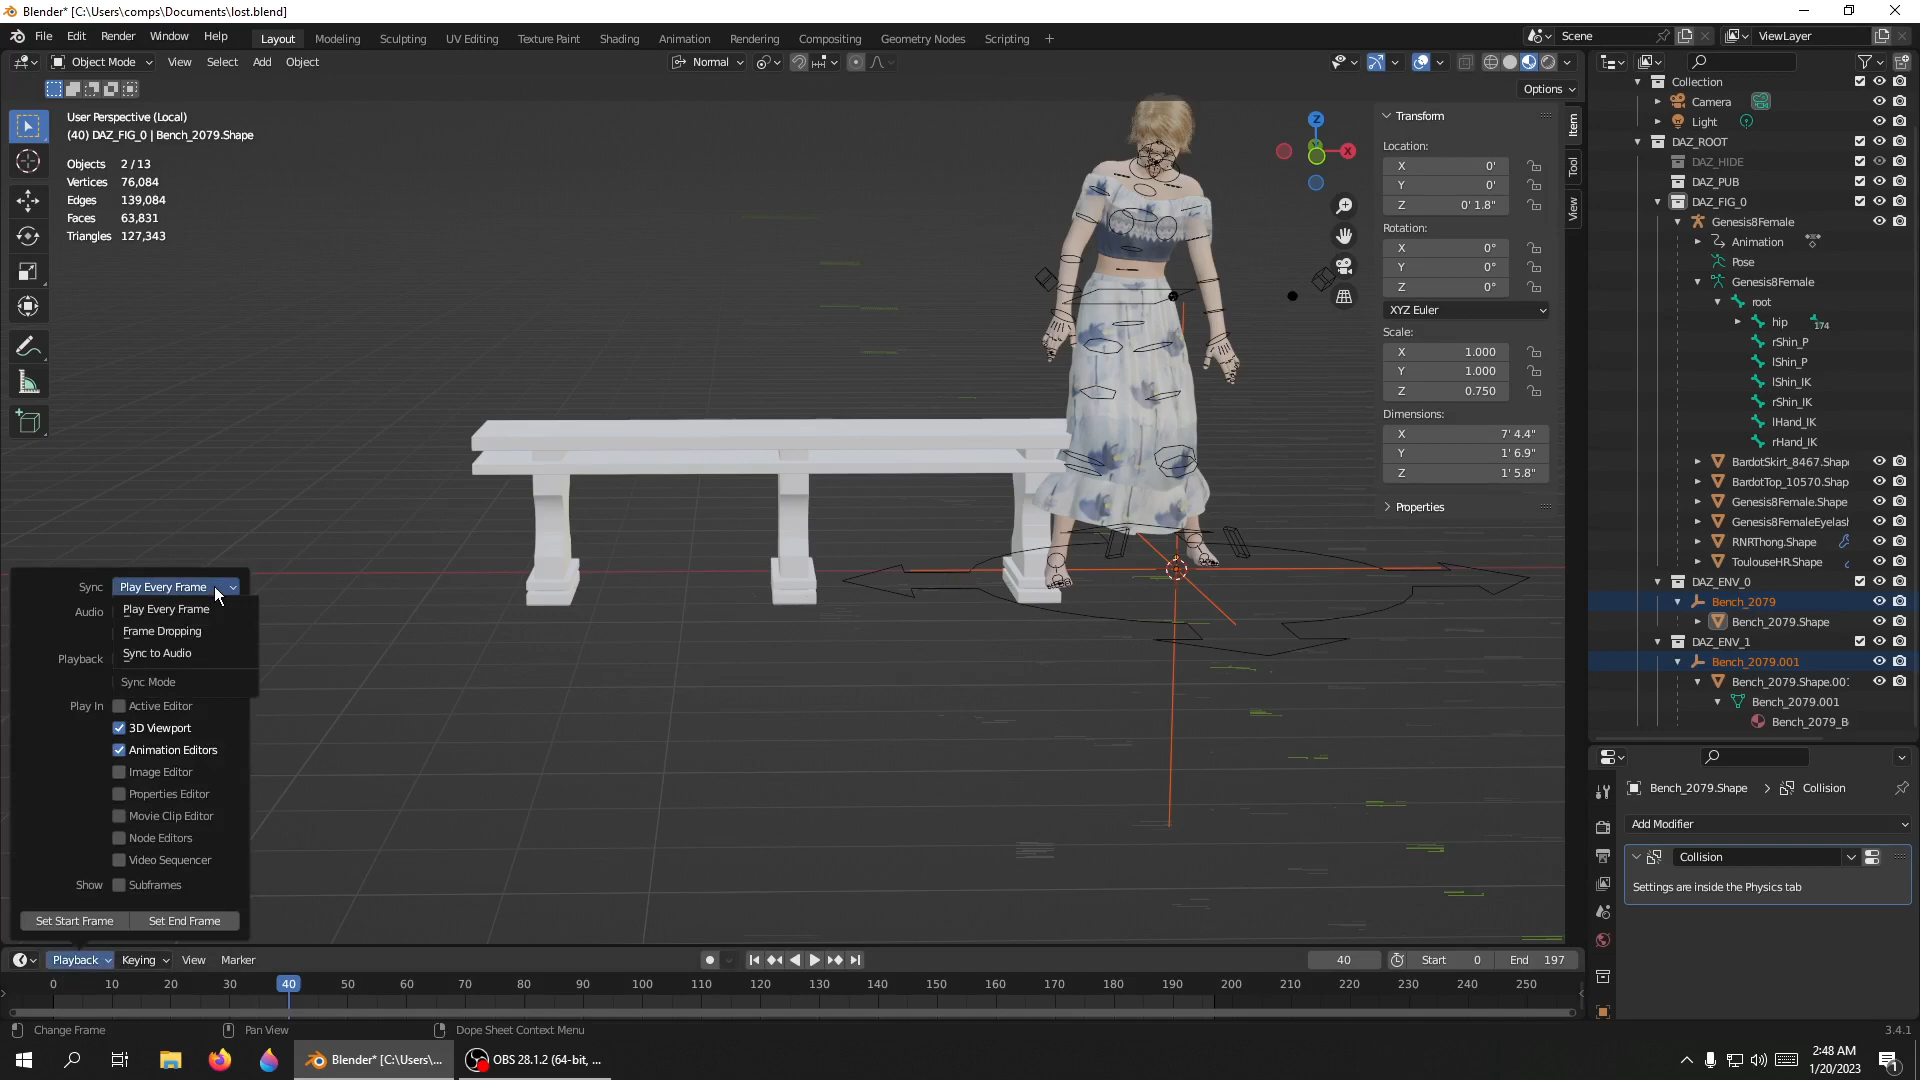 Blender* [C:\Users\comps\Documents\lost.blend]
File Edit Render Window Help Layout Modeling Sculpting UV Editing Texture Paint Shading Animation Rendering Compositing Geometry Nodes Scripting + Scene ViewLayer
Object Mode View Select Add Object Normal
Options
User Perspective (Local)
(40) DAZ_FIG_0 | Bench_2079.Shape
Objects 2 / 13
Vertices 76,084
Edges 139,084
Faces 63,831
Triangles 127,343
Z
X
Transform
Location:
X 0'
Y 0'
Z 0' 1.8"
Rotation:
X 0°
Y 0°
Z 0°
XYZ Euler
Scale:
X 1.000
Y 1.000
Z 0.750
Dimensions:
X 7' 4.4"
Y 1' 6.9"
Z 1' 5.8"
Properties
Item
Tool
View
Collection
Camera
Light
DAZ_ROOT
DAZ_HIDE
DAZ_PUB
DAZ_FIG_0
Genesis8Female
Animation
Pose
Genesis8Female
root
hip 174
rShin_P
lShin_P
lShin_IK
rShin_IK
lHand_IK
rHand_IK
BardotSkirt_8467.Shap
BardotTop_10570.Shap
Genesis8Female.Shape
Genesis8FemaleEyelash
RNRThong.Shape
ToulouseHR.Shape
DAZ_ENV_0
Bench_2079
Bench_2079.Shape
DAZ_ENV_1
Bench_2079.001
Bench_2079.Shape.00
Bench_2079.001
Bench_2079_B
Bench_2079.Shape > Collision
Add Modifier
Collision
Settings are inside the Physics tab
Sync Play Every Frame
Play Every Frame
Audio
Frame Dropping
Sync to Audio
Playback
Sync Mode
Play In Active Editor
3D Viewport
Animation Editors
Image Editor
Properties Editor
Movie Clip Editor
Node Editors
Video Sequencer
Show Subframes
Set Start Frame Set End Frame
Playback Keying View Marker 40 Start 0 End 197
0 10 20 30 40 50 60 70 80 90 100 110 120 130 140 150 160 170 180 190 200 210 220 230 240 250
Change Frame Pan View Dope Sheet Context Menu 3.4.1
Blender* [C:\Users\... OBS 28.1.2 (64-bit, ...
2:48 AM
1/20/2023
1